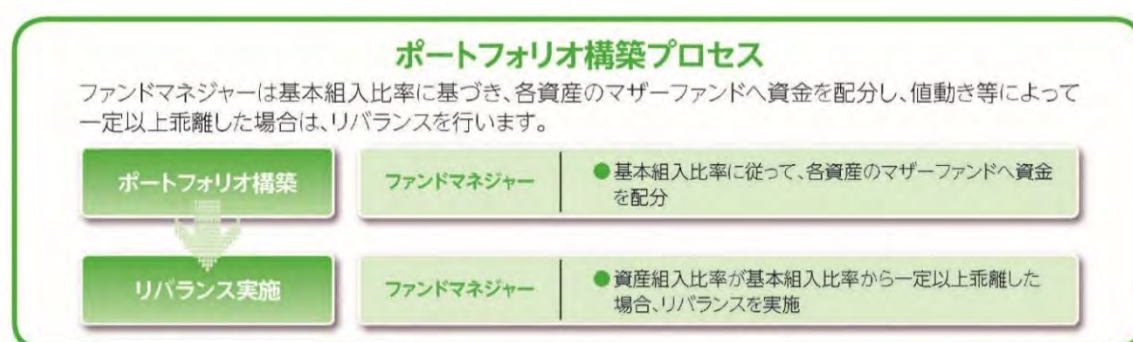 ポートフォリオ構築プロセス
ファンドマネジャーは基本組入比率に基づき、各資産のマザーファンドへ資金を配分し、値動き等によって
一定以上乖離した場合は、リバランスを行います。
ポートフォリオ構築
ファンドマネジャー
●基本組入比率に従って、各資産のマザーファンドへ資金
を配分
リバランス実施
ファンドマネジャー
●資産組入比率が基本組入比率から一定以上乖離した
場合、リバランスを実施